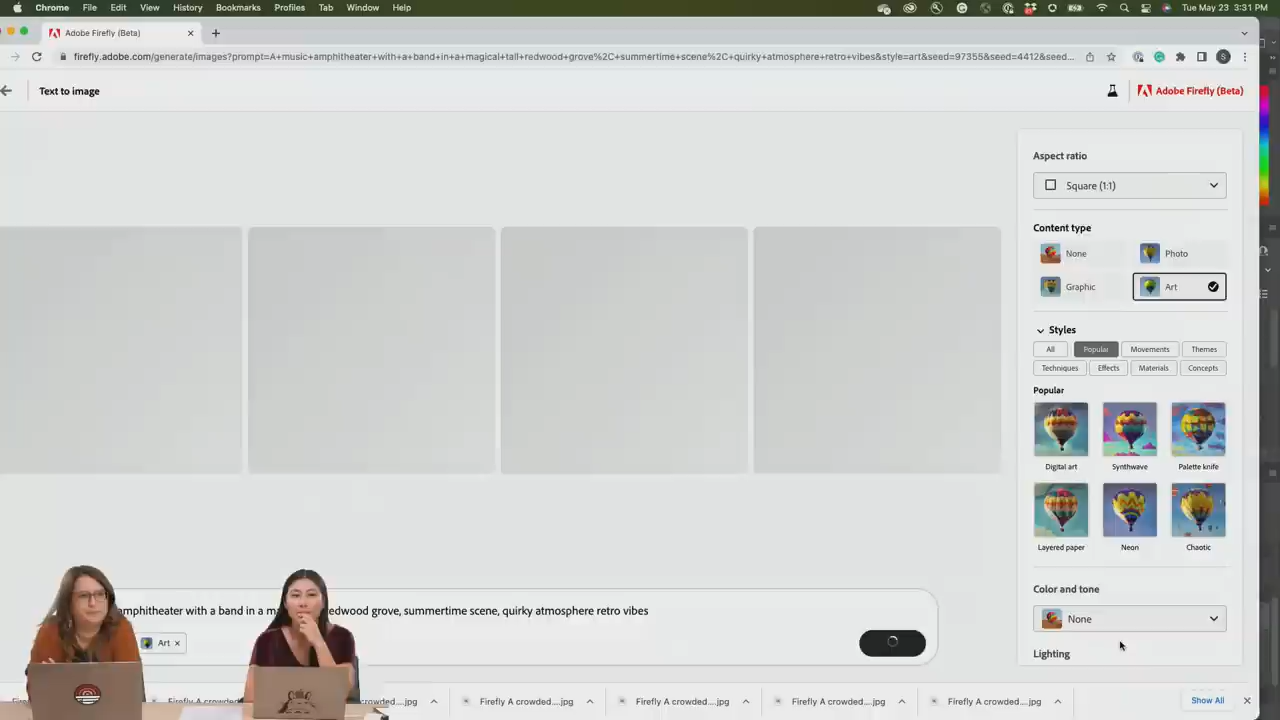 Chrome File Edit View History Bookmarks Profiles Tab Window Help Tue May 23 3:31 PM
Adobe Firefly (Beta)
firefly.adobe.com/generate/images?prompt=A+music+amphitheater+with+a+band+in+a+magical+tall+redwood+grove%2C+summertime+scene%2C+quirky+atmosphere+retro+vibes&style=art&seed=97355&seed=4412&seed...
Text to image
Adobe Firefly (Beta)
Aspect ratio
Square (1:1)
Content type
None Photo
Graphic Art
Styles
All Popular Movements Themes
Techniques Effects Materials Concepts
Popular
Digital art Synthwave Palette knife
Layered paper Neon Chaotic
Color and tone
None
Lighting
amphitheater with a band in a redwood grove, summertime scene, quirky atmosphere retro vibes
Art
Firefly crowded....jpg Firefly crowded....jpg Firefly crowded....jpg Firefly crowded....jpg Show All